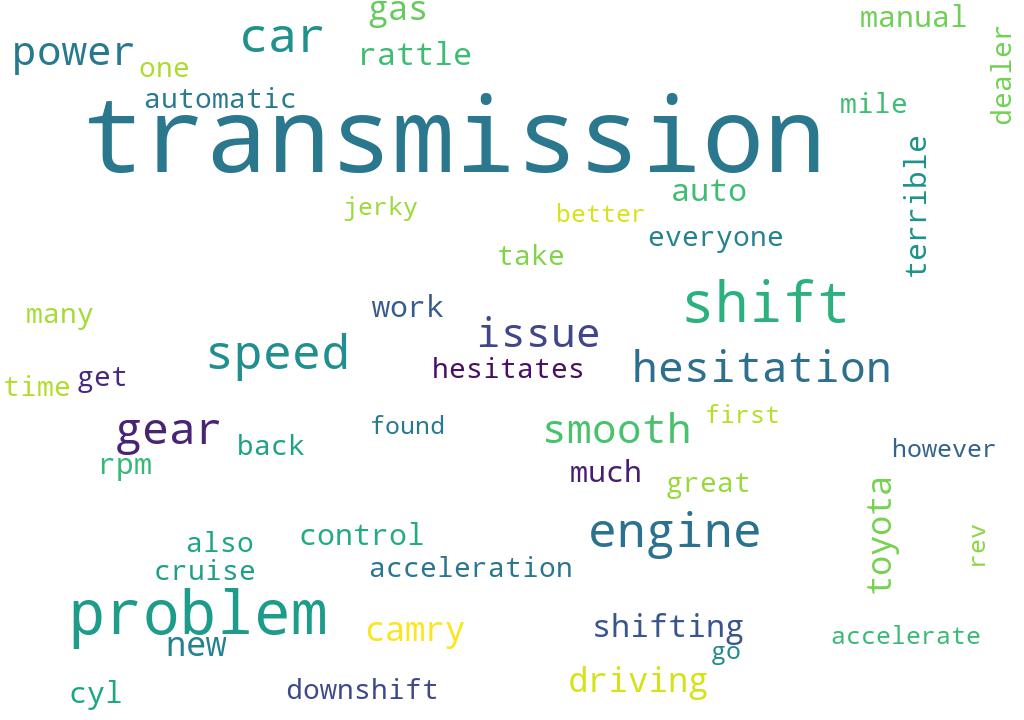 gas
manual
car
power
rattle
one
dealer
automatic
mile
transmission
terrible
auto
jerky
better
everyone
take
shift
many
work
issue
speed
hesitation
hesitates
get
time
first
gear
smooth
found
back
however
rpm
much
great
toyota
engine
control
also
rev
cruise
acceleration
problem
camry
shifting
accelerate
new
go
driving
downshift
cyl